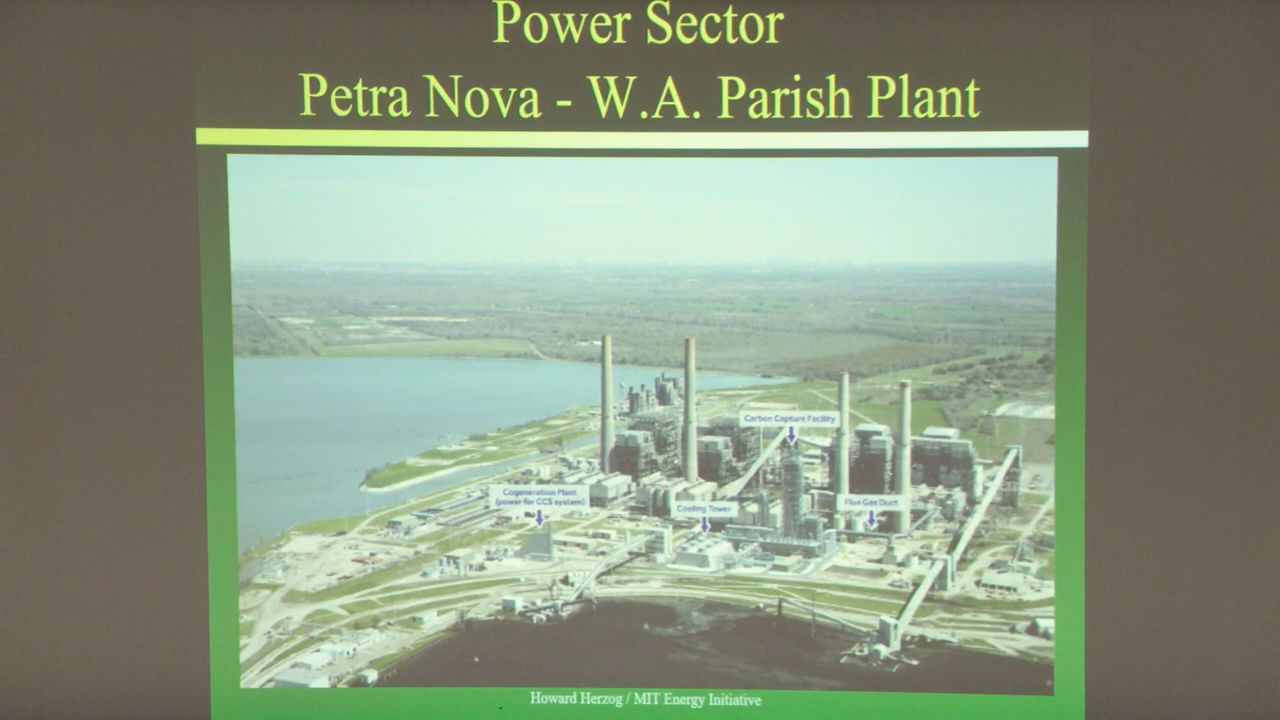 Power Sector
Petra Nova - W.A. Parish Plant
Carbon Capture Facility
Cogeneration Plant
(power for CCS system)
Cooling Tower
Flue Gas Duct
Howard Herzog / MIT Energy Initiative